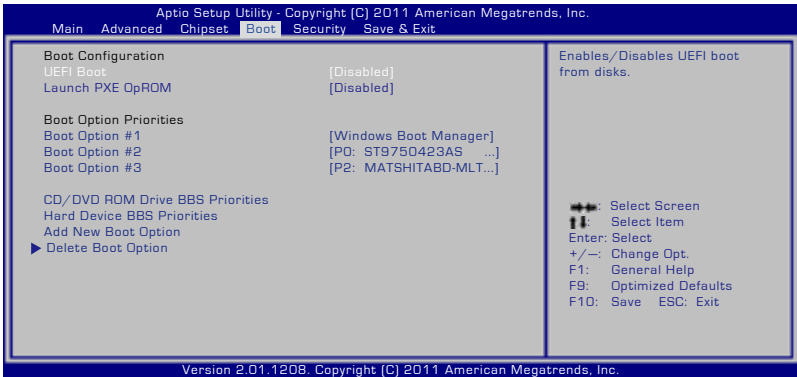 Aptio Setup Utility - Copyright (C) 2011 American Megatrends, Inc.
Main Advanced Chipset Boot Security Save & Exit
Boot Configuration
UEFI Boot [Disabled]
Launch PXE OpROM [Disabled]
Boot Option Priorities
Boot Option #1 [Windows Boot Manager]
Boot Option #2 [P0: ST9750423AS ...]
Boot Option #3 [P2: MATSHITABD-MLT...]
CD/DVD ROM Drive BBS Priorities
Hard Device BBS Priorities
Add New Boot Option
Delete Boot Option
Enables/Disables UEFI boot
from disks.
→←: Select Screen
↑↓: Select Item
Enter: Select
+/—: Change Opt.
F1: General Help
F9: Optimized Defaults
F10: Save ESC: Exit
Version 2.01.1208. Copyright (C) 2011 American Megatrends, Inc.